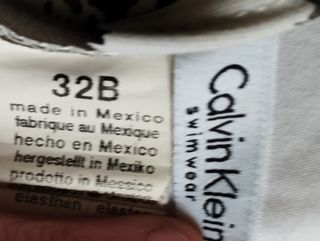 32B
made in Mexico
fabrique au Mexique
hecho en Mexico
hergestellt in Mexiko
prodotto in Messico
elasthen
Calvin Klein
swimwear